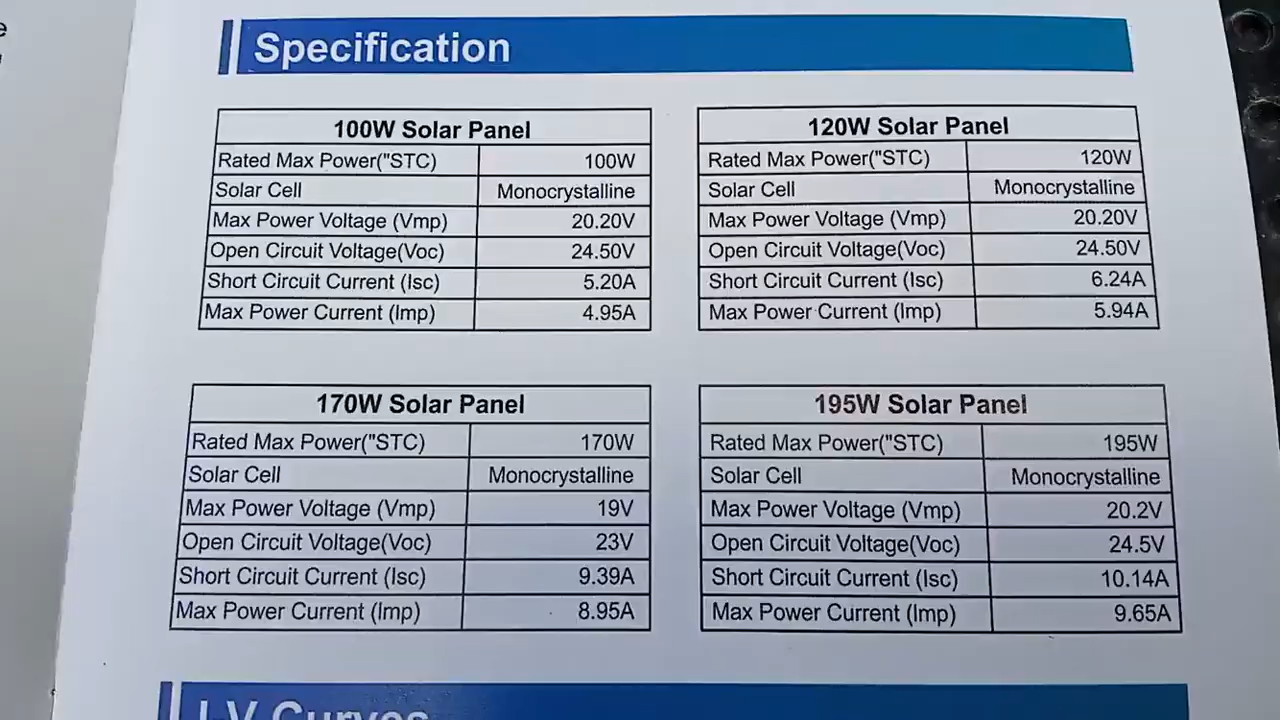 Specification
100W Solar Panel
Rated Max Power("STC) 100W
Solar Cell Monocrystalline
Max Power Voltage (Vmp) 20.20V
Open Circuit Voltage(Voc) 24.50V
Short Circuit Current (Isc) 5.20A
Max Power Current (Imp) 4.95A
120W Solar Panel
Rated Max Power("STC) 120W
Solar Cell Monocrystalline
Max Power Voltage (Vmp) 20.20V
Open Circuit Voltage(Voc) 24.50V
Short Circuit Current (Isc) 6.24A
Max Power Current (Imp) 5.94A
170W Solar Panel
Rated Max Power("STC) 170W
Solar Cell Monocrystalline
Max Power Voltage (Vmp) 19V
Open Circuit Voltage(Voc) 23V
Short Circuit Current (Isc) 9.39A
Max Power Current (Imp) 8.95A
195W Solar Panel
Rated Max Power("STC) 195W
Solar Cell Monocrystalline
Max Power Voltage (Vmp) 20.2V
Open Circuit Voltage(Voc) 24.5V
Short Circuit Current (Isc) 10.14A
Max Power Current (Imp) 9.65A
I-V Curves